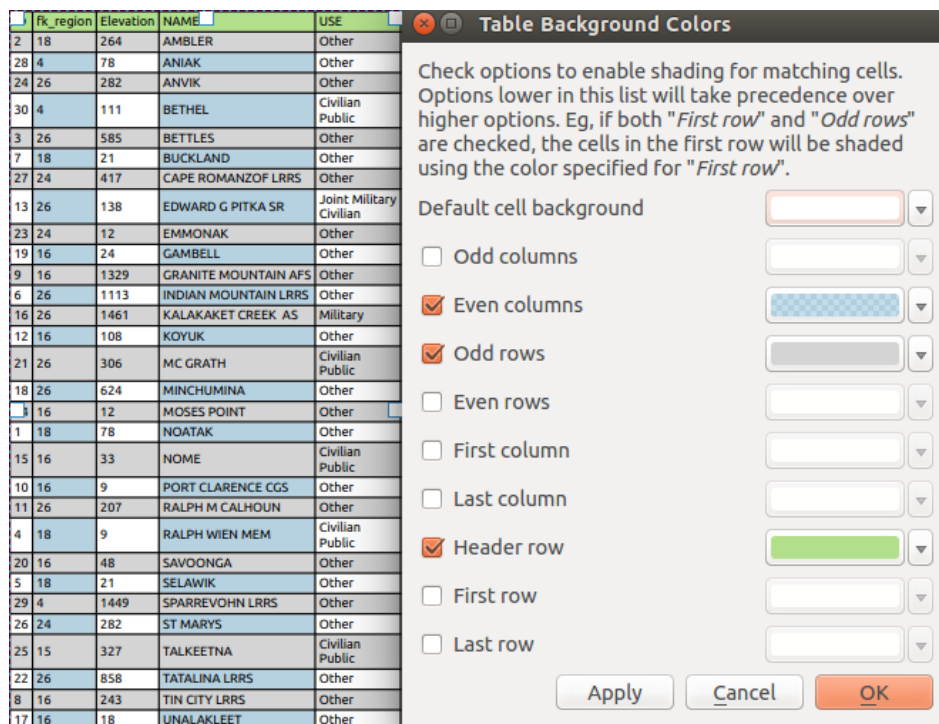 fk_region Elevation NAME USE
2 18 264 AMBLER Other
28 4 78 ANIAK Other
24 26 282 ANVIK Other
30 4 111 BETHEL Civilian Public
3 26 585 BETTLES Other
7 18 21 BUCKLAND Other
27 24 417 CAPE ROMANZOF LRRS Other
13 26 138 EDWARD G PITKA SR Joint Military Civilian
23 24 12 EMMONAK Other
19 16 24 GAMBELL Other
9 16 1329 GRANITE MOUNTAIN AFS Other
6 26 1113 INDIAN MOUNTAIN LRRS Other
16 26 1461 KALAKAKET CREEK AS Military
12 16 108 KOYUK Other
21 26 306 MC GRATH Civilian Public
18 26 624 MINCHUMINA Other
16 12 MOSES POINT Other
1 18 78 NOATAK Other
15 16 33 NOME Civilian Public
10 16 9 PORT CLARENCE CGS Other
11 26 207 RALPH M CALHOUN Other
4 18 9 RALPH WIEN MEM Civilian Public
20 16 48 SAVOONGA Other
5 18 21 SELAWIK Other
29 4 1449 SPARREVOHN LRRS Other
26 24 282 ST MARYS Other
25 15 327 TALKEETNA Civilian Public
22 26 858 TATALINA LRRS Other
8 16 243 TIN CITY LRRS Other
17 16 18 UNALAKLEET Other
Table Background Colors
Check options to enable shading for matching cells.
Options lower in this list will take precedence over
higher options. Eg, if both "First row" and "Odd rows"
are checked, the cells in the first row will be shaded
using the color specified for "First row".
Default cell background
Odd columns
Even columns
Odd rows
Even rows
First column
Last column
Header row
First row
Last row
Apply Cancel OK